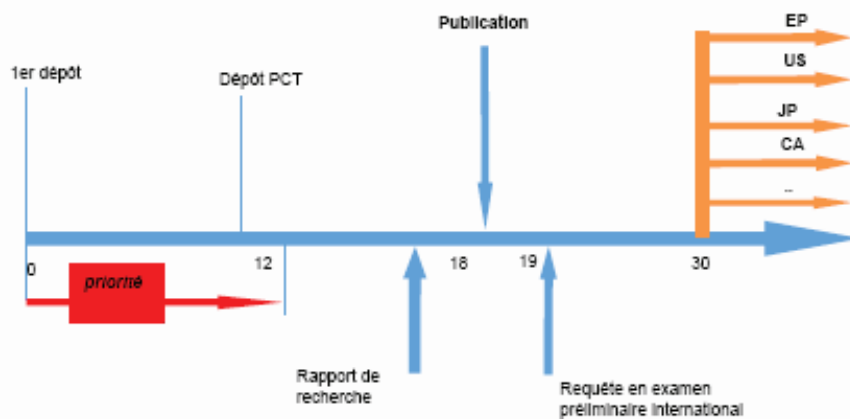 Publication
EP
US
JP
CA
...
1er dépôt
Dépôt PCT
0
12
18
19
30
priorité
Rapport de
recherche
Requête en examen
préliminaire International